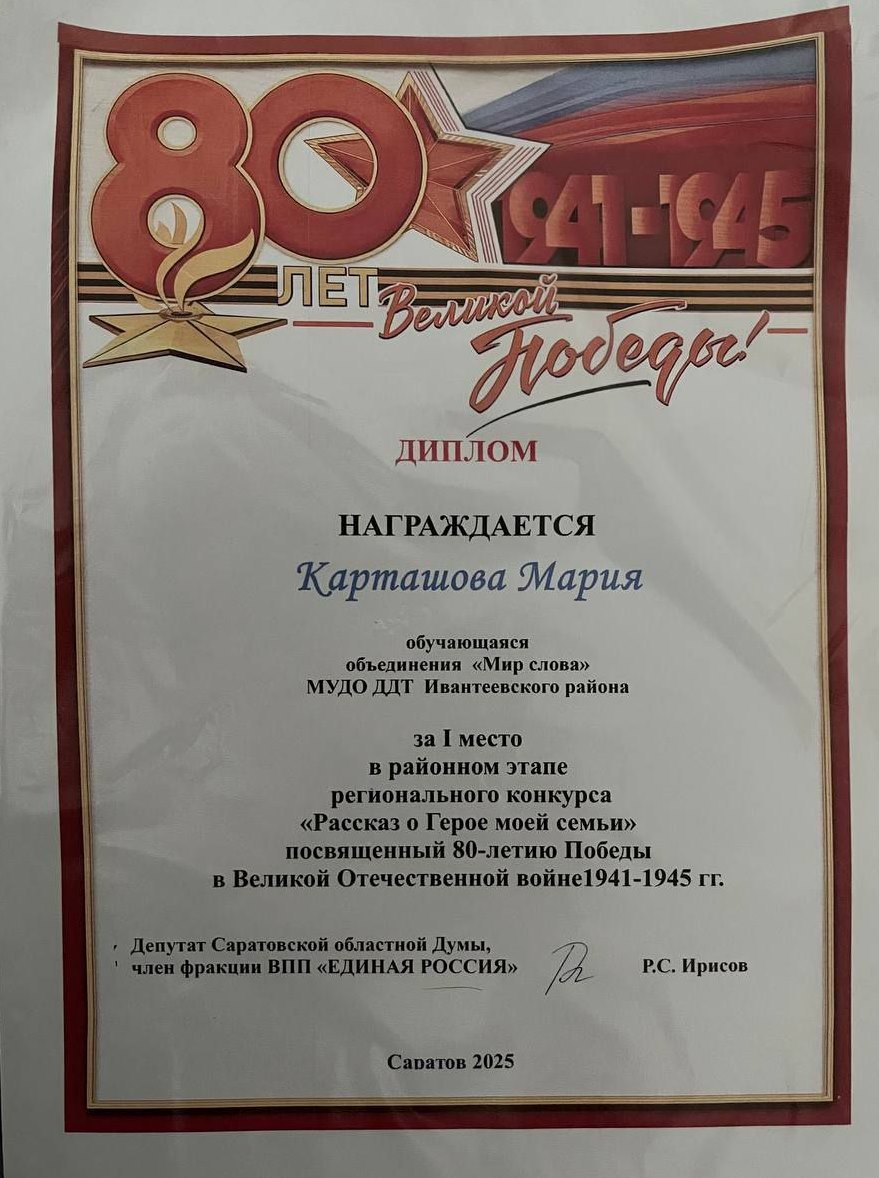 80
1941-1945
ЛЕТ Великой
Победы!
ДИПЛОМ
НАГРАЖДАЕТСЯ
Карташова Мария
обучающаяся
объединения «Мир слова»
МУДО ДДТ Ивантеевского района
за I место
в районном этапе
регионального конкурса
«Рассказ о Герое моей семьи»
посвященный 80-летию Победы
в Великой Отечественной войне1941-1945 гг.
Депутат Саратовской областной Думы,
член фракции ВПП «ЕДИНАЯ РОССИЯ» Р.С. Ирисов
Саратов 2025